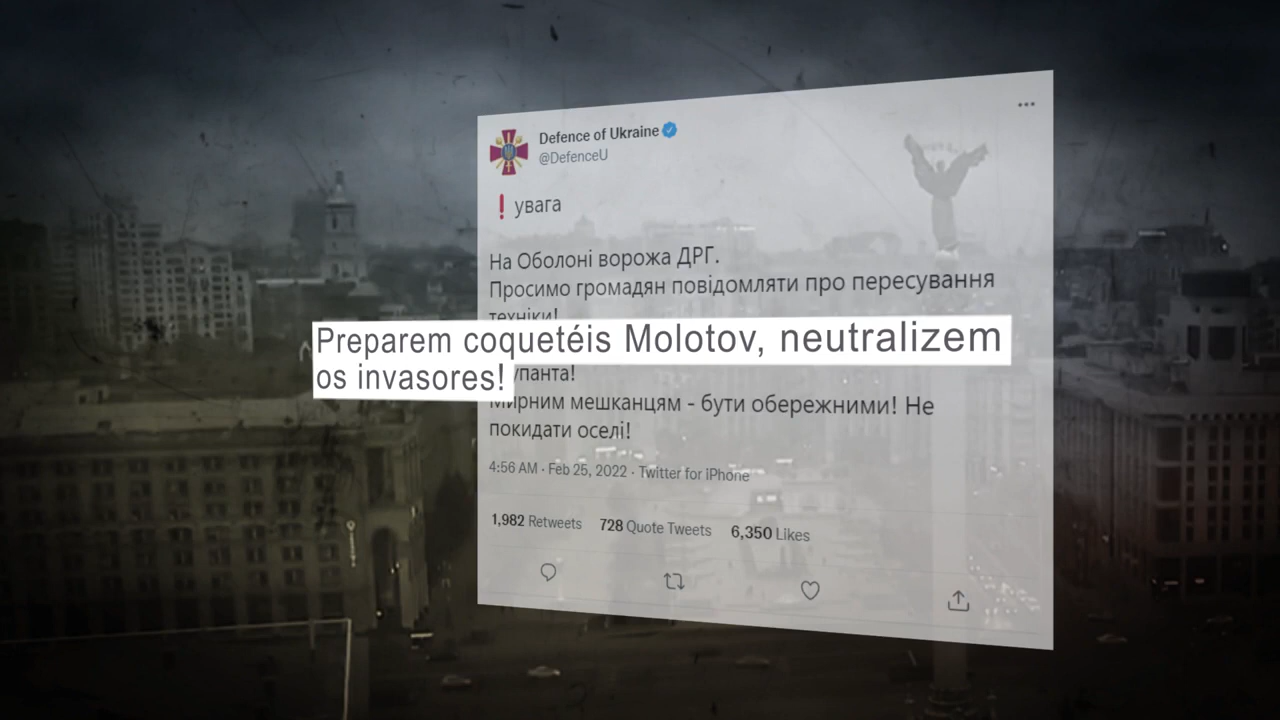 Defence of Ukraine
@DefenceU
❗ увага
На Оболоні ворожа ДРГ.
Просимо громадян повідомляти про пересування
техніки!
Preparem coquetéis Molotov, neutralizem
os invasores!
Мирним мешканцям - бути обережними! Не
покидати оселі!
4:56 AM · Feb 25, 2022 · Twitter for iPhone
1,982 Retweets 728 Quote Tweets 6,350 Likes